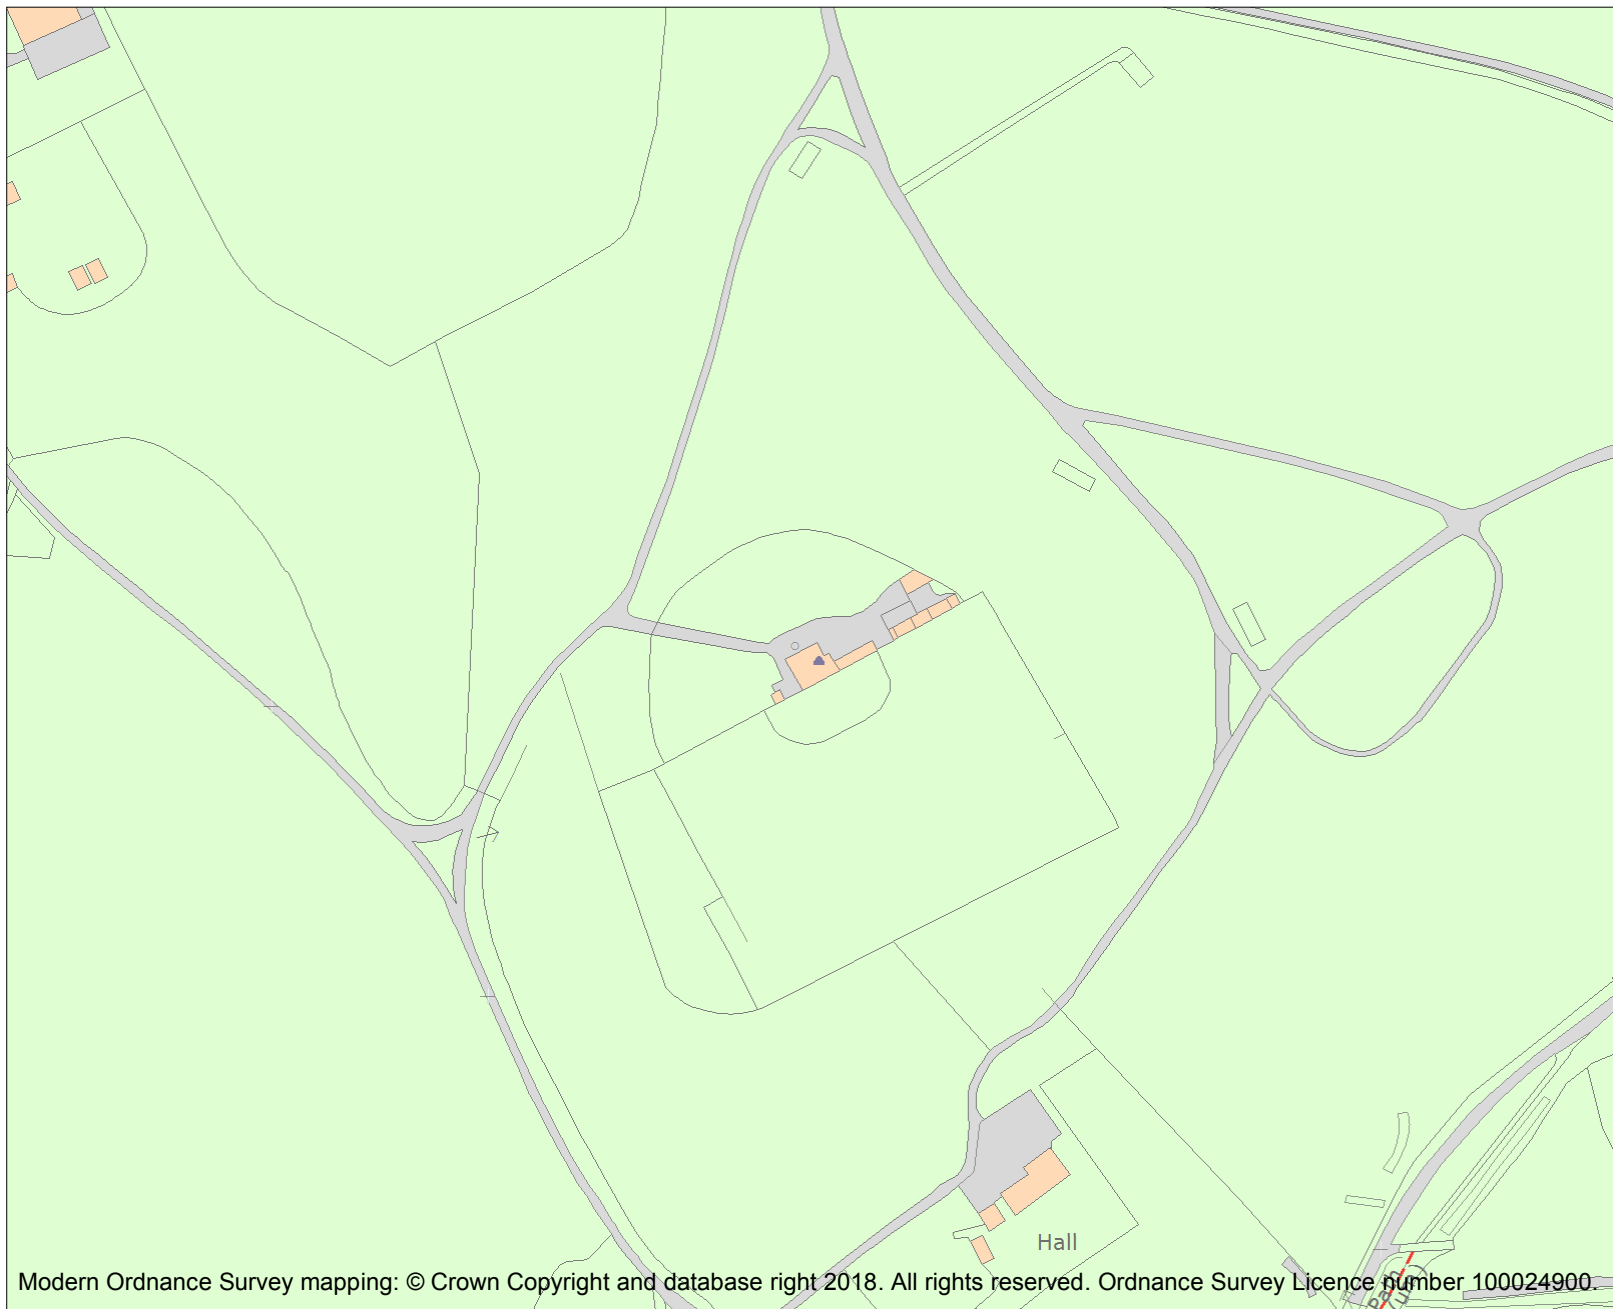 Hall
Path
Modern Ordnance Survey mapping: © Crown Copyright and database right 2018. All rights reserved. Ordnance Survey Licence number 100024900.